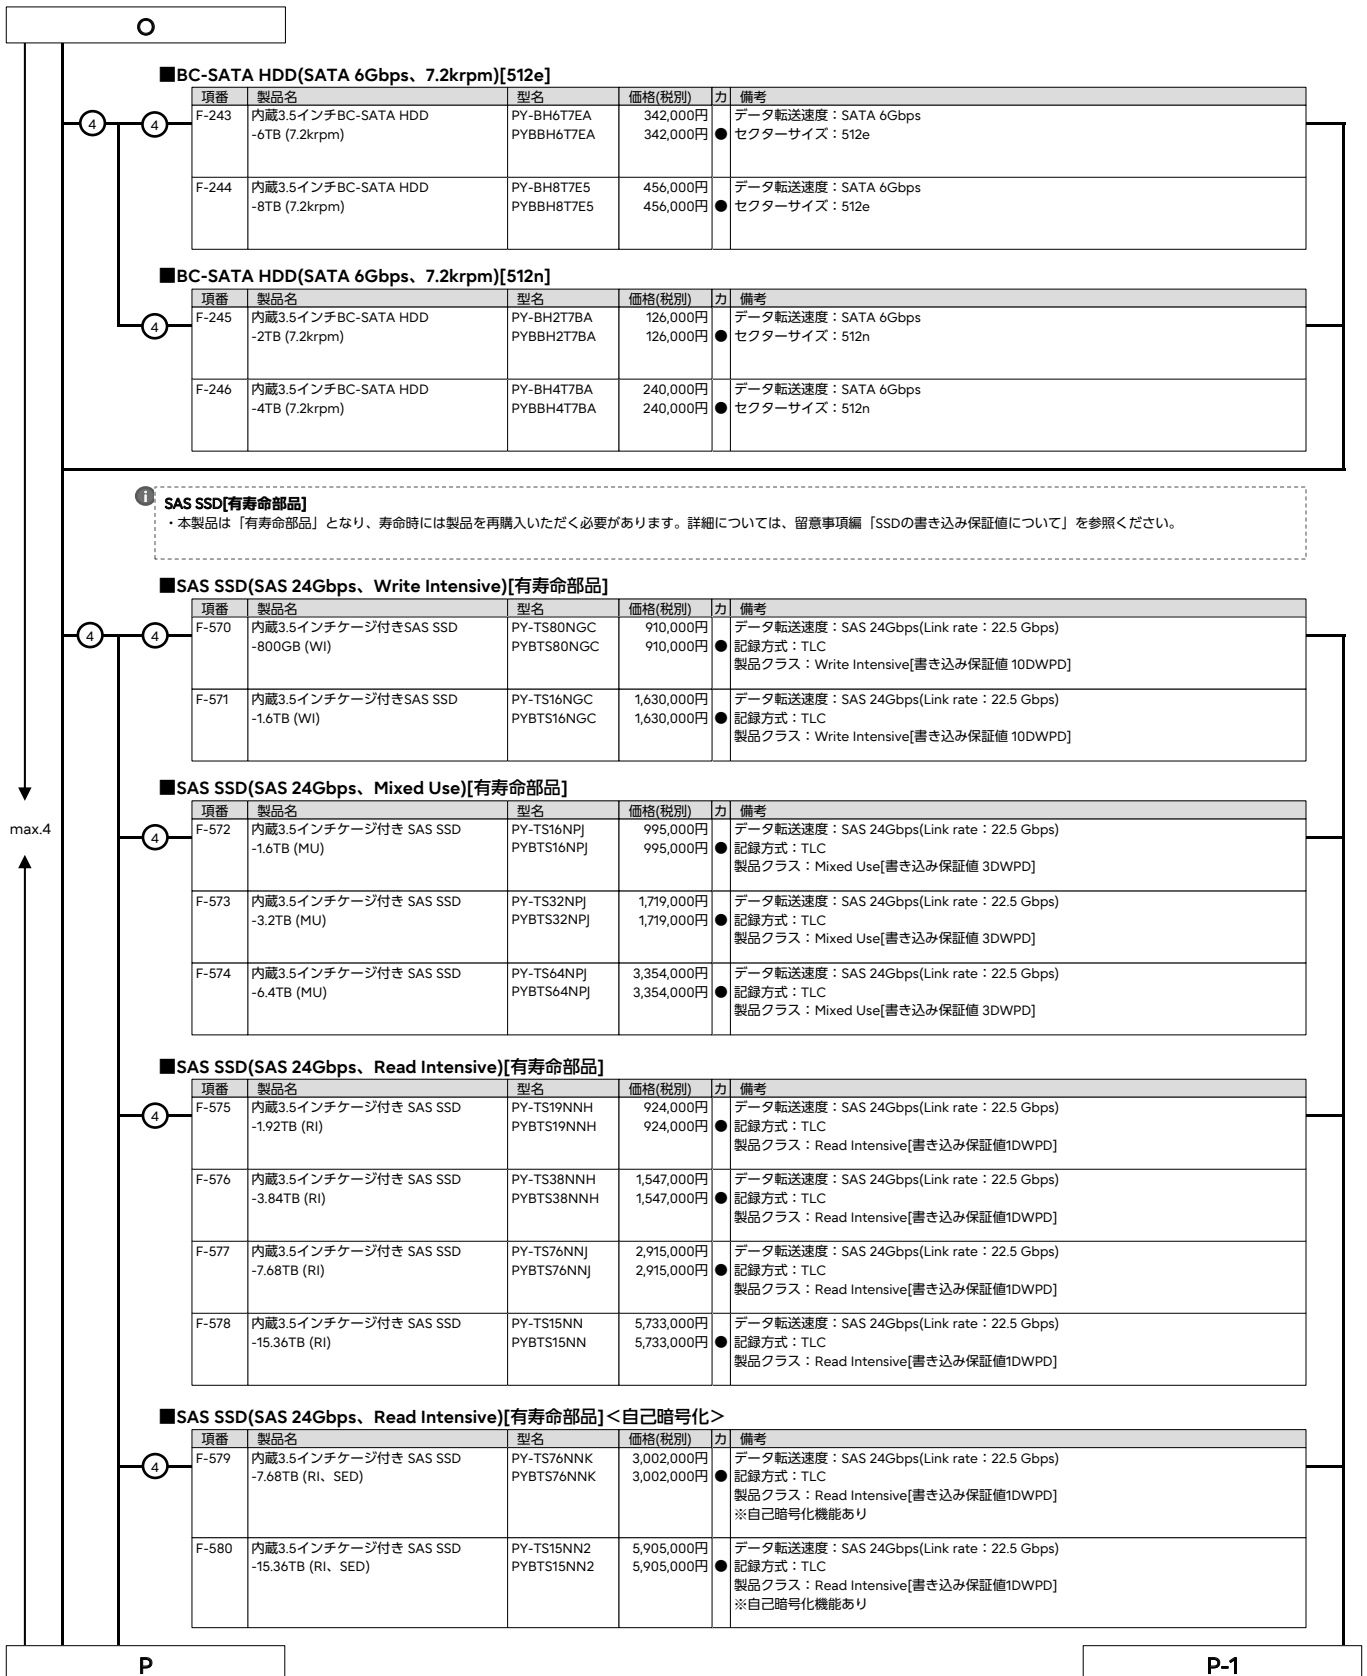 O
■BC-SATA HDD(SATA 6Gbps、7.2krpm)[512e]
項番 製品名 型名 価格(税別) カ 備考
④ ④ F-243 内蔵3.5インチBC-SATA HDD PY-BH6T7EA 342,000円 データ転送速度：SATA 6Gbps
-6TB (7.2krpm) PYBBH6T7EA 342,000円 ● セクターサイズ：512e
F-244 内蔵3.5インチBC-SATA HDD PY-BH8T7E5 456,000円 データ転送速度：SATA 6Gbps
-8TB (7.2krpm) PYBBH8T7E5 456,000円 ● セクターサイズ：512e
■BC-SATA HDD(SATA 6Gbps、7.2krpm)[512n]
項番 製品名 型名 価格(税別) カ 備考
④ F-245 内蔵3.5インチBC-SATA HDD PY-BH2T7BA 126,000円 データ転送速度：SATA 6Gbps
-2TB (7.2krpm) PYBBH2T7BA 126,000円 ● セクターサイズ：512n
F-246 内蔵3.5インチBC-SATA HDD PY-BH4T7BA 240,000円 データ転送速度：SATA 6Gbps
-4TB (7.2krpm) PYBBH4T7BA 240,000円 ● セクターサイズ：512n
i SAS SSD[有寿命部品]
・本製品は「有寿命部品」となり、寿命時には製品を再購入いただく必要があります。詳細については、留意事項編「SSDの書き込み保証値について」を参照ください。
■SAS SSD(SAS 24Gbps、Write Intensive)[有寿命部品]
項番 製品名 型名 価格(税別) カ 備考
④ ④ F-570 内蔵3.5インチケージ付きSAS SSD PY-TS80NGC 910,000円 データ転送速度：SAS 24Gbps(Link rate：22.5 Gbps)
-800GB (WI) PYBTS80NGC 910,000円 ● 記録方式：TLC
製品クラス：Write Intensive[書き込み保証値 10DWPD]
F-571 内蔵3.5インチケージ付きSAS SSD PY-TS16NGC 1,630,000円 データ転送速度：SAS 24Gbps(Link rate：22.5 Gbps)
-1.6TB (WI) PYBTS16NGC 1,630,000円 ● 記録方式：TLC
製品クラス：Write Intensive[書き込み保証値 10DWPD]
■SAS SSD(SAS 24Gbps、Mixed Use)[有寿命部品]
項番 製品名 型名 価格(税別) カ 備考
max.4 ④ F-572 内蔵3.5インチケージ付き SAS SSD PY-TS16NPJ 995,000円 データ転送速度：SAS 24Gbps(Link rate：22.5 Gbps)
-1.6TB (MU) PYBTS16NPJ 995,000円 ● 記録方式：TLC
製品クラス：Mixed Use[書き込み保証値 3DWPD]
F-573 内蔵3.5インチケージ付き SAS SSD PY-TS32NPJ 1,719,000円 データ転送速度：SAS 24Gbps(Link rate：22.5 Gbps)
-3.2TB (MU) PYBTS32NPJ 1,719,000円 ● 記録方式：TLC
製品クラス：Mixed Use[書き込み保証値 3DWPD]
F-574 内蔵3.5インチケージ付き SAS SSD PY-TS64NPJ 3,354,000円 データ転送速度：SAS 24Gbps(Link rate：22.5 Gbps)
-6.4TB (MU) PYBTS64NPJ 3,354,000円 ● 記録方式：TLC
製品クラス：Mixed Use[書き込み保証値 3DWPD]
■SAS SSD(SAS 24Gbps、Read Intensive)[有寿命部品]
項番 製品名 型名 価格(税別) カ 備考
④ F-575 内蔵3.5インチケージ付き SAS SSD PY-TS19NNH 924,000円 データ転送速度：SAS 24Gbps(Link rate：22.5 Gbps)
-1.92TB (RI) PYBTS19NNH 924,000円 ● 記録方式：TLC
製品クラス：Read Intensive[書き込み保証値1DWPD]
F-576 内蔵3.5インチケージ付き SAS SSD PY-TS38NNH 1,547,000円 データ転送速度：SAS 24Gbps(Link rate：22.5 Gbps)
-3.84TB (RI) PYBTS38NNH 1,547,000円 ● 記録方式：TLC
製品クラス：Read Intensive[書き込み保証値1DWPD]
F-577 内蔵3.5インチケージ付き SAS SSD PY-TS76NNJ 2,915,000円 データ転送速度：SAS 24Gbps(Link rate：22.5 Gbps)
-7.68TB (RI) PYBTS76NNJ 2,915,000円 ● 記録方式：TLC
製品クラス：Read Intensive[書き込み保証値1DWPD]
F-578 内蔵3.5インチケージ付き SAS SSD PY-TS15NN 5,733,000円 データ転送速度：SAS 24Gbps(Link rate：22.5 Gbps)
-15.36TB (RI) PYBTS15NN 5,733,000円 ● 記録方式：TLC
製品クラス：Read Intensive[書き込み保証値1DWPD]
■SAS SSD(SAS 24Gbps、Read Intensive)[有寿命部品]＜自己暗号化＞
項番 製品名 型名 価格(税別) カ 備考
④ F-579 内蔵3.5インチケージ付き SAS SSD PY-TS76NNK 3,002,000円 データ転送速度：SAS 24Gbps(Link rate：22.5 Gbps)
-7.68TB (RI、SED) PYBTS76NNK 3,002,000円 ● 記録方式：TLC
製品クラス：Read Intensive[書き込み保証値1DWPD]
※自己暗号化機能あり
F-580 内蔵3.5インチケージ付き SAS SSD PY-TS15NN2 5,905,000円 データ転送速度：SAS 24Gbps(Link rate：22.5 Gbps)
-15.36TB (RI、SED) PYBTS15NN2 5,905,000円 ● 記録方式：TLC
製品クラス：Read Intensive[書き込み保証値1DWPD]
※自己暗号化機能あり
P P-1